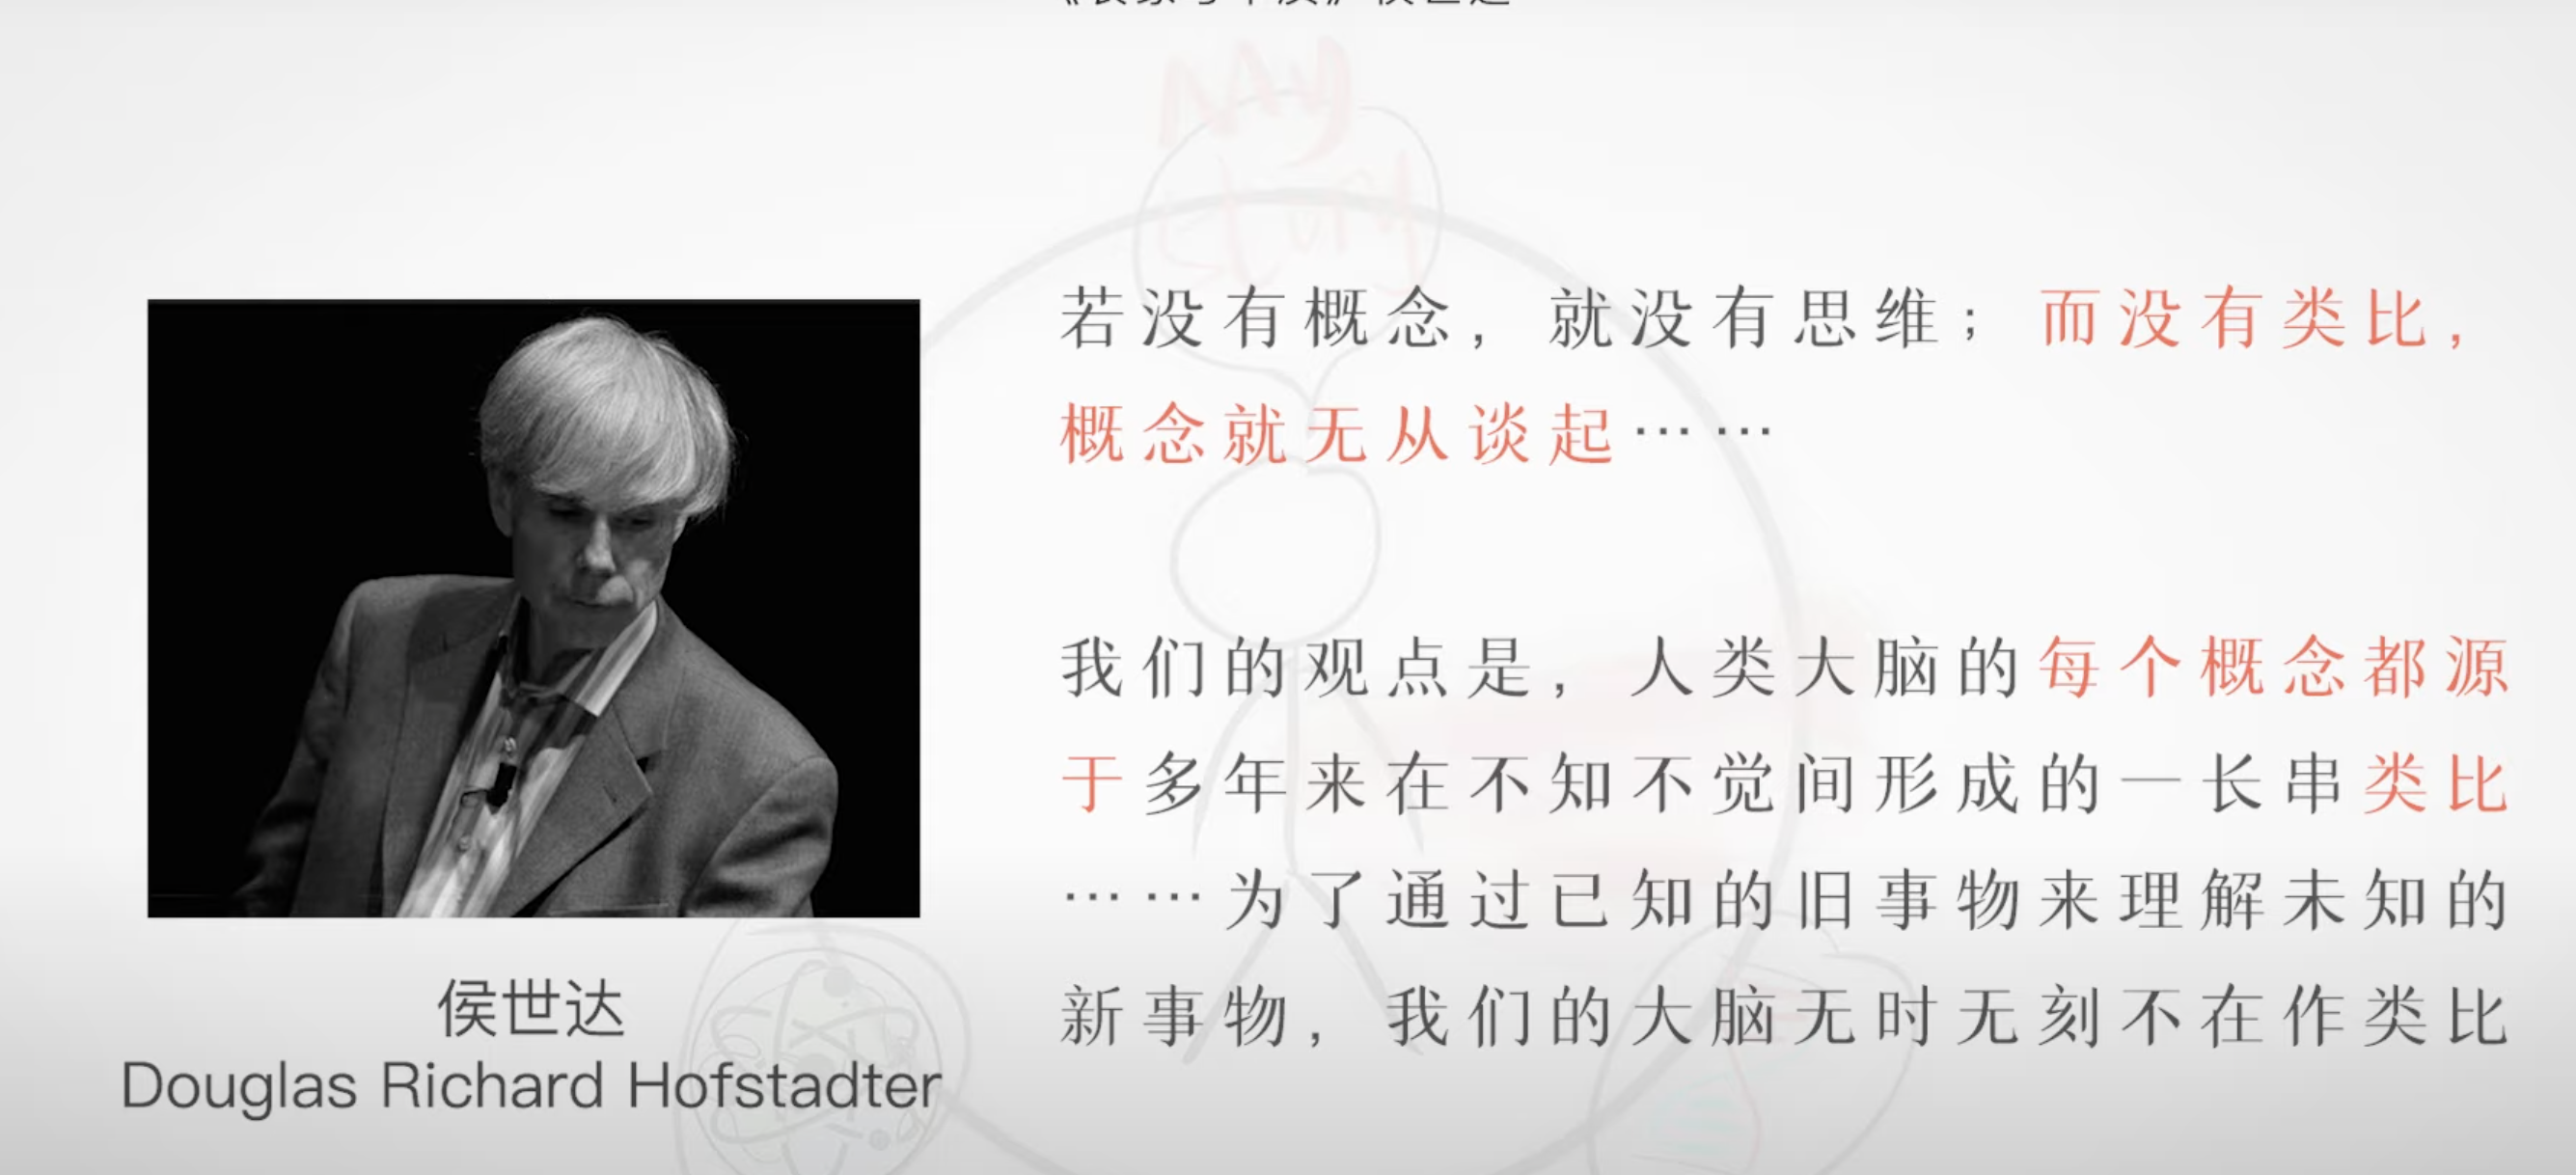 若没有概念，就没有思维；而没有类比，
概念就无从谈起……
我们的观点是，人类大脑的每个概念都源
于多年来在不知不觉间形成的一长串类比
……为了通过已知的旧事物来理解未知的
新事物，我们的大脑无时无刻不在作类比
侯世达
Douglas Richard Hofstadter